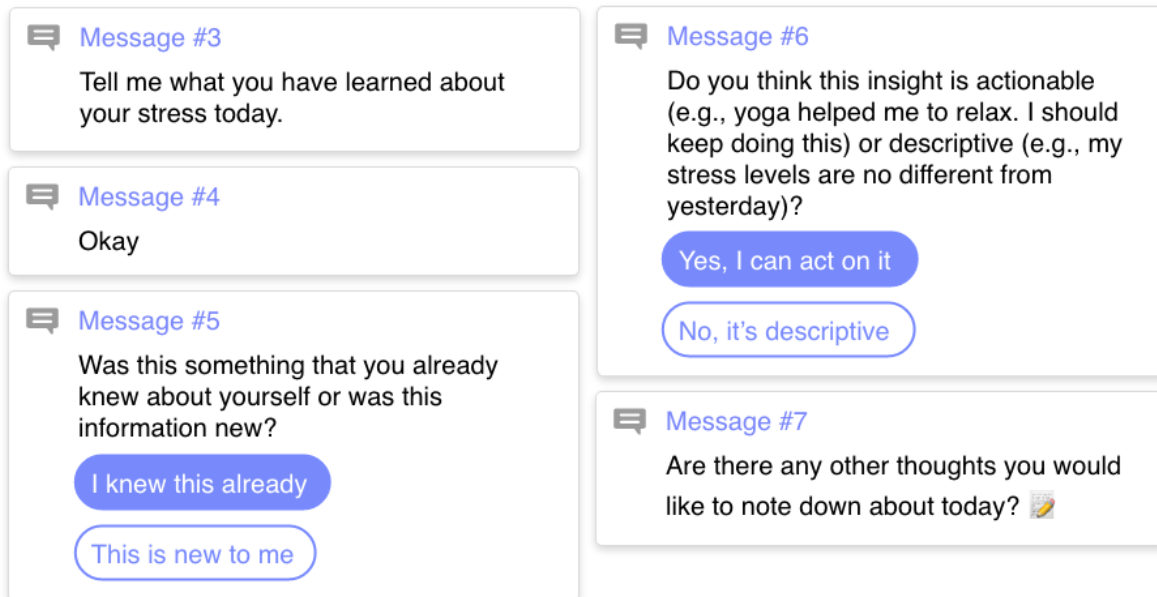 Message #3
Tell me what you have learned about
your stress today.
Message #4
Okay
Message #5
Was this something that you already
knew about yourself or was this
information new?
I knew this already
This is new to me
Message #6
Do you think this insight is actionable
(e.g., yoga helped me to relax. I should
keep doing this) or descriptive (e.g., my
stress levels are no different from
yesterday)?
Yes, I can act on it
No, it’s descriptive
Message #7
Are there any other thoughts you would
like to note down about today? 📝